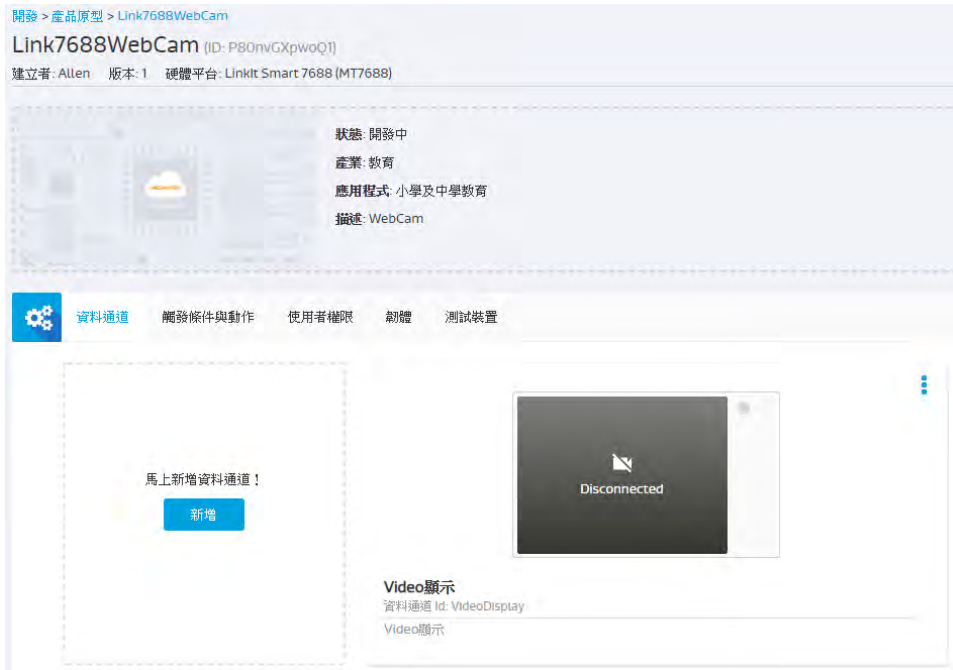 開發 > 產品原型 > Link7688WebCam
Link7688WebCam (ID: P80nvGXpwoQ1)
建立者: Allen 版本: 1 硬體平台: LinkIt Smart 7688 (MT7688)
狀態: 開發中
產業: 教育
應用程式: 小學及中學教育
描述: WebCam
資料通道 觸發條件與動作 使用者權限 韌體 測試裝置
馬上新增資料通道！
新增
Disconnected
Video顯示
資料通道 Id: VideoDisplay
Video顯示